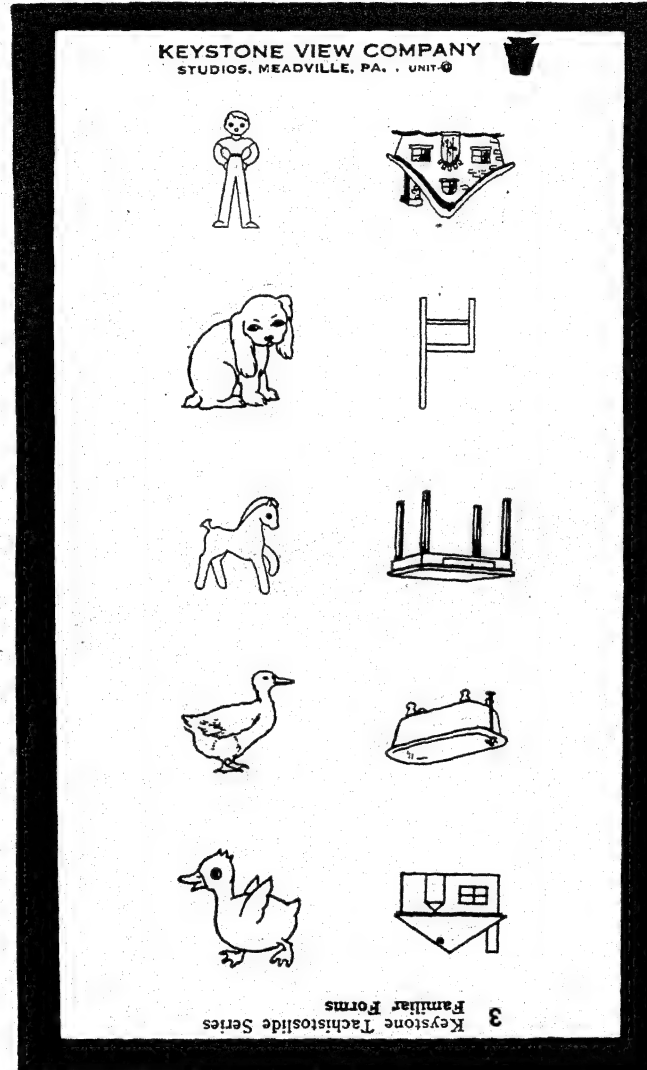 KEYSTONE VIEW COMPANY
STUDIOS, MEADVILLE, PA. . UNIT
3 Keystone Tachistoslide Series
Familiar Forms